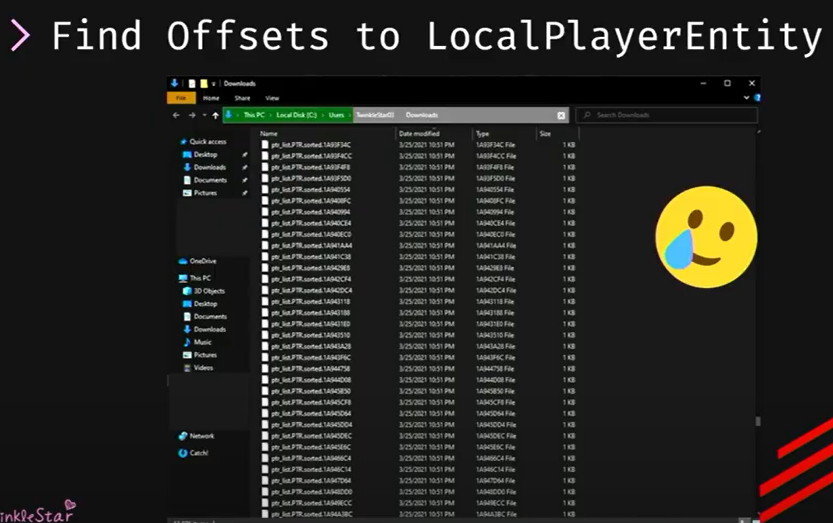 > Find Offsets to LocalPlayerEntity
Downloads
File Home Share View
This PC > Local Disk (C:) > Users > TwinkleStar03 Downloads
Search Downloads
Name Date modified Type Size
Quick access
Desktop
Downloads
Documents
Pictures
OneDrive
This PC
3D Objects
Desktop
Documents
Downloads
Music
Pictures
Videos
Network
Catch!
ptr_list.PTR.sorted.1A93F34C 3/25/2021 10:51 PM 1A93F34C File 1 KB
ptr_list.PTR.sorted.1A93F4CC 3/25/2021 10:51 PM 1A93F4CC File 1 KB
ptr_list.PTR.sorted.1A93F4F8 3/25/2021 10:51 PM 1A93F4F8 File 1 KB
ptr_list.PTR.sorted.1A93F5D0 3/25/2021 10:51 PM 1A93F5D0 File 1 KB
ptr_list.PTR.sorted.1A940554 3/25/2021 10:51 PM 1A940554 File 1 KB
ptr_list.PTR.sorted.1A9408FC 3/25/2021 10:51 PM 1A9408FC File 1 KB
ptr_list.PTR.sorted.1A940994 3/25/2021 10:51 PM 1A940994 File 1 KB
ptr_list.PTR.sorted.1A940CE4 3/25/2021 10:51 PM 1A940CE4 File 1 KB
ptr_list.PTR.sorted.1A940EC0 3/25/2021 10:51 PM 1A940EC0 File 1 KB
ptr_list.PTR.sorted.1A941AA4 3/25/2021 10:51 PM 1A941AA4 File 1 KB
ptr_list.PTR.sorted.1A941C38 3/25/2021 10:51 PM 1A941C38 File 1 KB
ptr_list.PTR.sorted.1A9429E8 3/25/2021 10:51 PM 1A9429E8 File 1 KB
ptr_list.PTR.sorted.1A942CF4 3/25/2021 10:51 PM 1A942CF4 File 1 KB
ptr_list.PTR.sorted.1A942DC4 3/25/2021 10:51 PM 1A942DC4 File 1 KB
ptr_list.PTR.sorted.1A943118 3/25/2021 10:51 PM 1A943118 File 1 KB
ptr_list.PTR.sorted.1A943188 3/25/2021 10:51 PM 1A943188 File 1 KB
ptr_list.PTR.sorted.1A9431E0 3/25/2021 10:51 PM 1A9431E0 File 1 KB
ptr_list.PTR.sorted.1A943510 3/25/2021 10:51 PM 1A943510 File 1 KB
ptr_list.PTR.sorted.1A943A28 3/25/2021 10:51 PM 1A943A28 File 1 KB
ptr_list.PTR.sorted.1A943F6C 3/25/2021 10:51 PM 1A943F6C File 1 KB
ptr_list.PTR.sorted.1A944758 3/25/2021 10:51 PM 1A944758 File 1 KB
ptr_list.PTR.sorted.1A944D08 3/25/2021 10:51 PM 1A944D08 File 1 KB
ptr_list.PTR.sorted.1A945B50 3/25/2021 10:51 PM 1A945B50 File 1 KB
ptr_list.PTR.sorted.1A945CF8 3/25/2021 10:51 PM 1A945CF8 File 1 KB
ptr_list.PTR.sorted.1A945D64 3/25/2021 10:51 PM 1A945D64 File 1 KB
ptr_list.PTR.sorted.1A945DD4 3/25/2021 10:51 PM 1A945DD4 File 1 KB
ptr_list.PTR.sorted.1A945DEC 3/25/2021 10:51 PM 1A945DEC File 1 KB
ptr_list.PTR.sorted.1A945E6C 3/25/2021 10:51 PM 1A945E6C File 1 KB
ptr_list.PTR.sorted.1A9466C4 3/25/2021 10:51 PM 1A9466C4 File 1 KB
ptr_list.PTR.sorted.1A946C14 3/25/2021 10:51 PM 1A946C14 File 1 KB
ptr_list.PTR.sorted.1A947D64 3/25/2021 10:51 PM 1A947D64 File 1 KB
ptr_list.PTR.sorted.1A948DD0 3/25/2021 10:51 PM 1A948DD0 File 1 KB
ptr_list.PTR.sorted.1A949ECC 3/25/2021 10:51 PM 1A949ECC File 1 KB
ptr_list.PTR.sorted.1A94A3BC 3/25/2021 10:51 PM 1A94A3BC File 1 KB
inkleStar